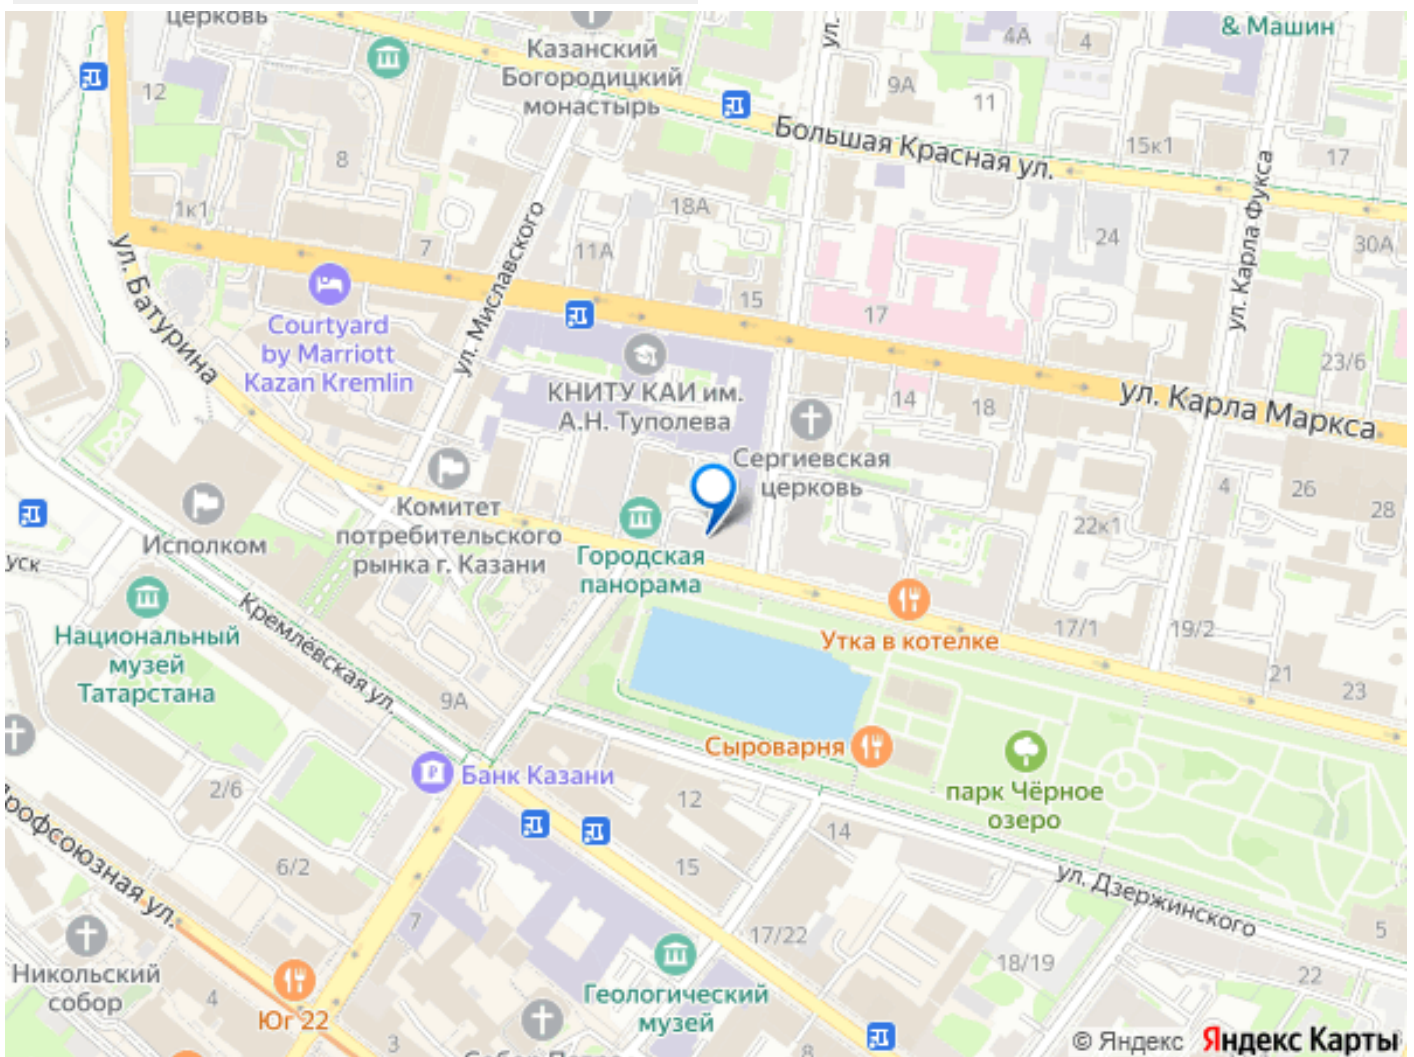 церковь
Казанский
Богородицкий
монастырь
ул.
4А
4
& Машин
12
9А
11
Большая Красная ул.
15к1
17
8
1к1
7
18А
11А
ул. Миславского
24
ул. Карла Фукса
30А
ул. Батурина
15
17
Courtyard
by Marriott
Kazan Kremlin
КНИТУ КАИ им.
А.Н. Туполева
14
18
23/6
ул. Карла Маркса
Сергиевская
церковь
4
26
28
22к1
Комитет
потребительского
рынка г. Казани
Исполком
уск
Городская
панорама
Национальный
музей
Татарстана
Кремлёвская ул.
Утка в котелке
17/1
19/2
21
23
9А
Сыроварня
парк Чёрное
озеро
Банк Казани
2/6
12
14
15
6/2
рофсоюзная ул.
ул. Дзержинского
7
17/22
18/19
5
22
Никольский
собор
4
Юг 22
3
Геологический
музей
8
© Яндекс Яндекс Карты